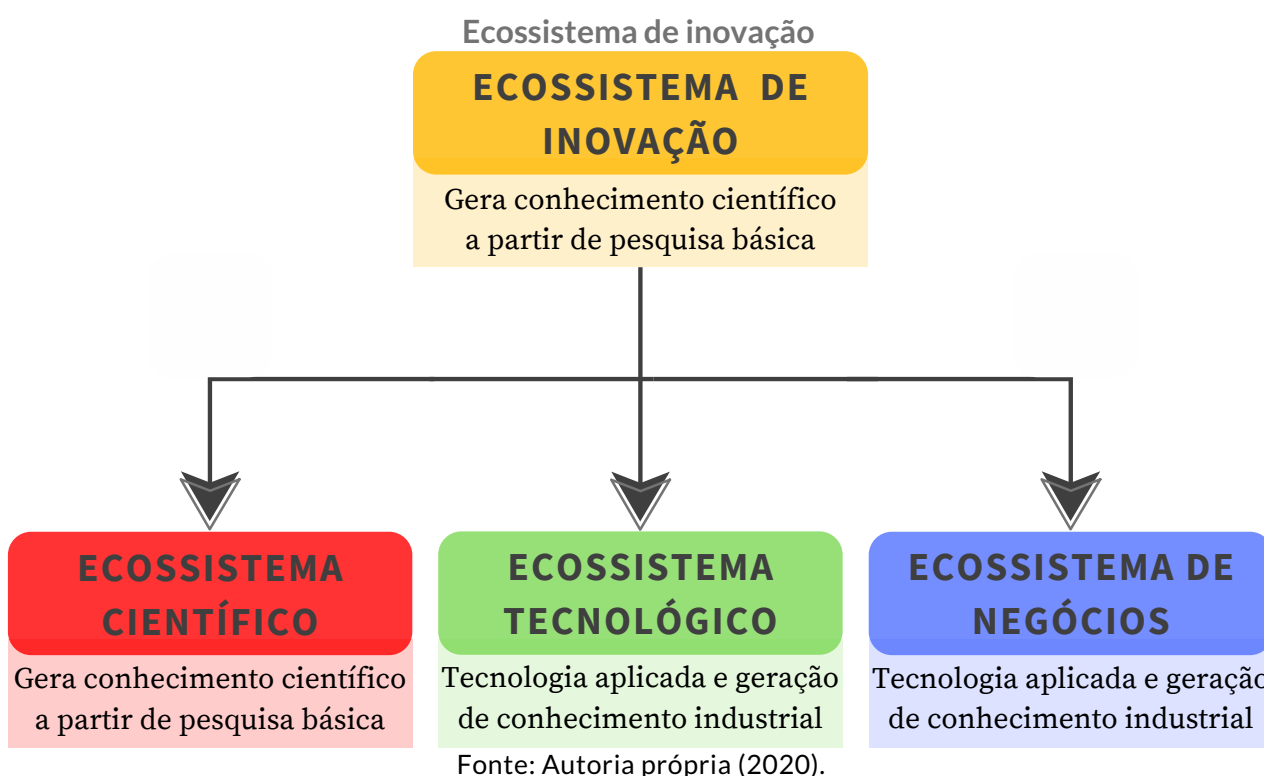 Ecossistema de inovação
ECOSSISTEMA DE
INOVAÇÃO
Gera conhecimento científico
a partir de pesquisa básica
ECOSSISTEMA
CIENTÍFICO
Gera conhecimento científico
a partir de pesquisa básica
ECOSSISTEMA
TECNOLÓGICO
Tecnologia aplicada e geração
de conhecimento industrial
ECOSSISTEMA DE
NEGÓCIOS
Tecnologia aplicada e geração
de conhecimento industrial
Fonte: Autoria própria (2020).